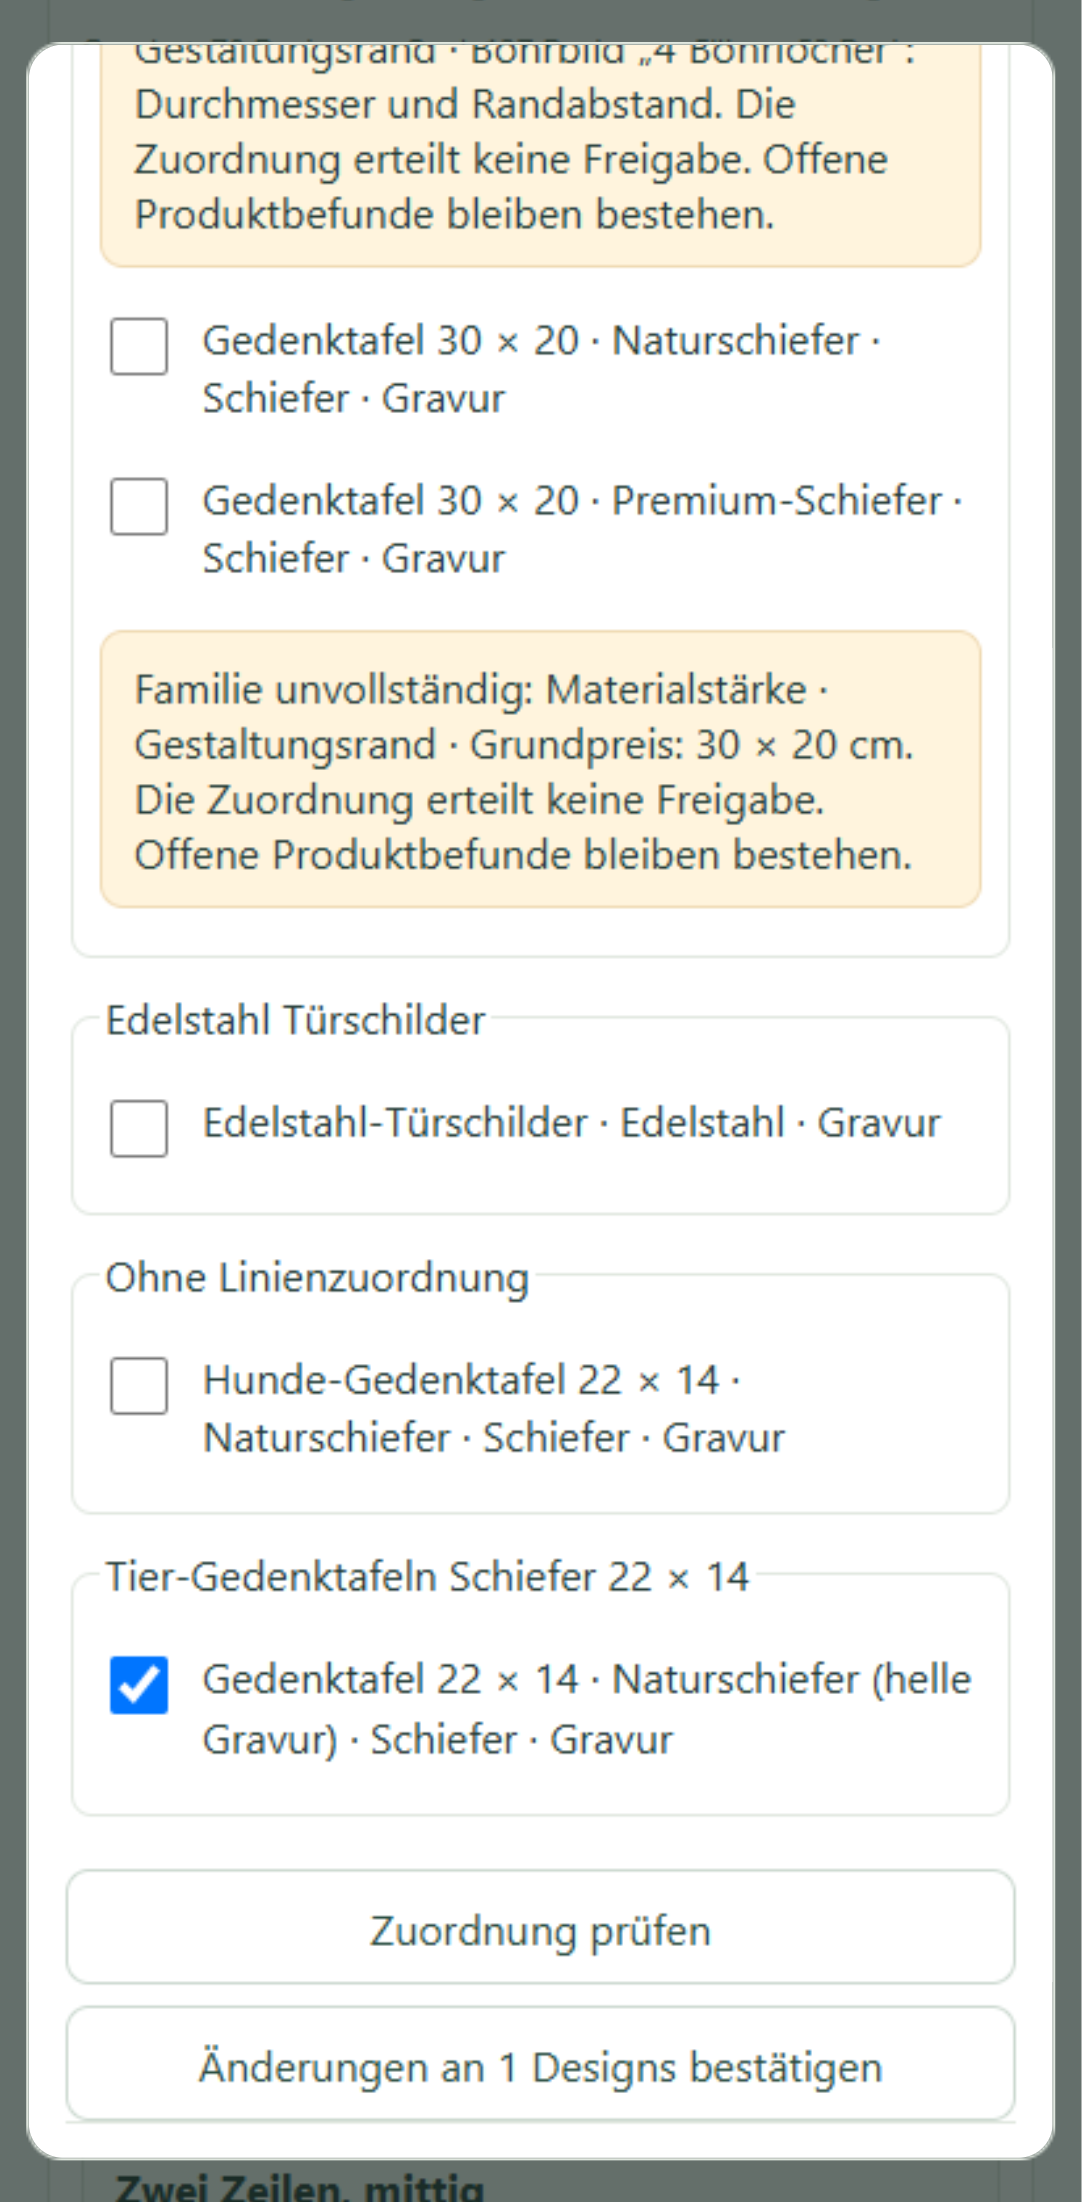 Gestaltungsrand · Bohrbild „4 Bohrlöcher“:
Durchmesser und Randabstand. Die
Zuordnung erteilt keine Freigabe. Offene
Produktbefunde bleiben bestehen.
Gedenktafel 30 × 20 · Naturschiefer ·
Schiefer · Gravur
Gedenktafel 30 × 20 · Premium-Schiefer ·
Schiefer · Gravur
Familie unvollständig: Materialstärke ·
Gestaltungsrand · Grundpreis: 30 × 20 cm.
Die Zuordnung erteilt keine Freigabe.
Offene Produktbefunde bleiben bestehen.
Edelstahl Türschilder
Edelstahl-Türschilder · Edelstahl · Gravur
Ohne Linienzuordnung
Hunde-Gedenktafel 22 × 14 ·
Naturschiefer · Schiefer · Gravur
Tier-Gedenktafeln Schiefer 22 × 14
Gedenktafel 22 × 14 · Naturschiefer (helle
Gravur) · Schiefer · Gravur
Zuordnung prüfen
Änderungen an 1 Designs bestätigen
Zwei Zeilen, mittig